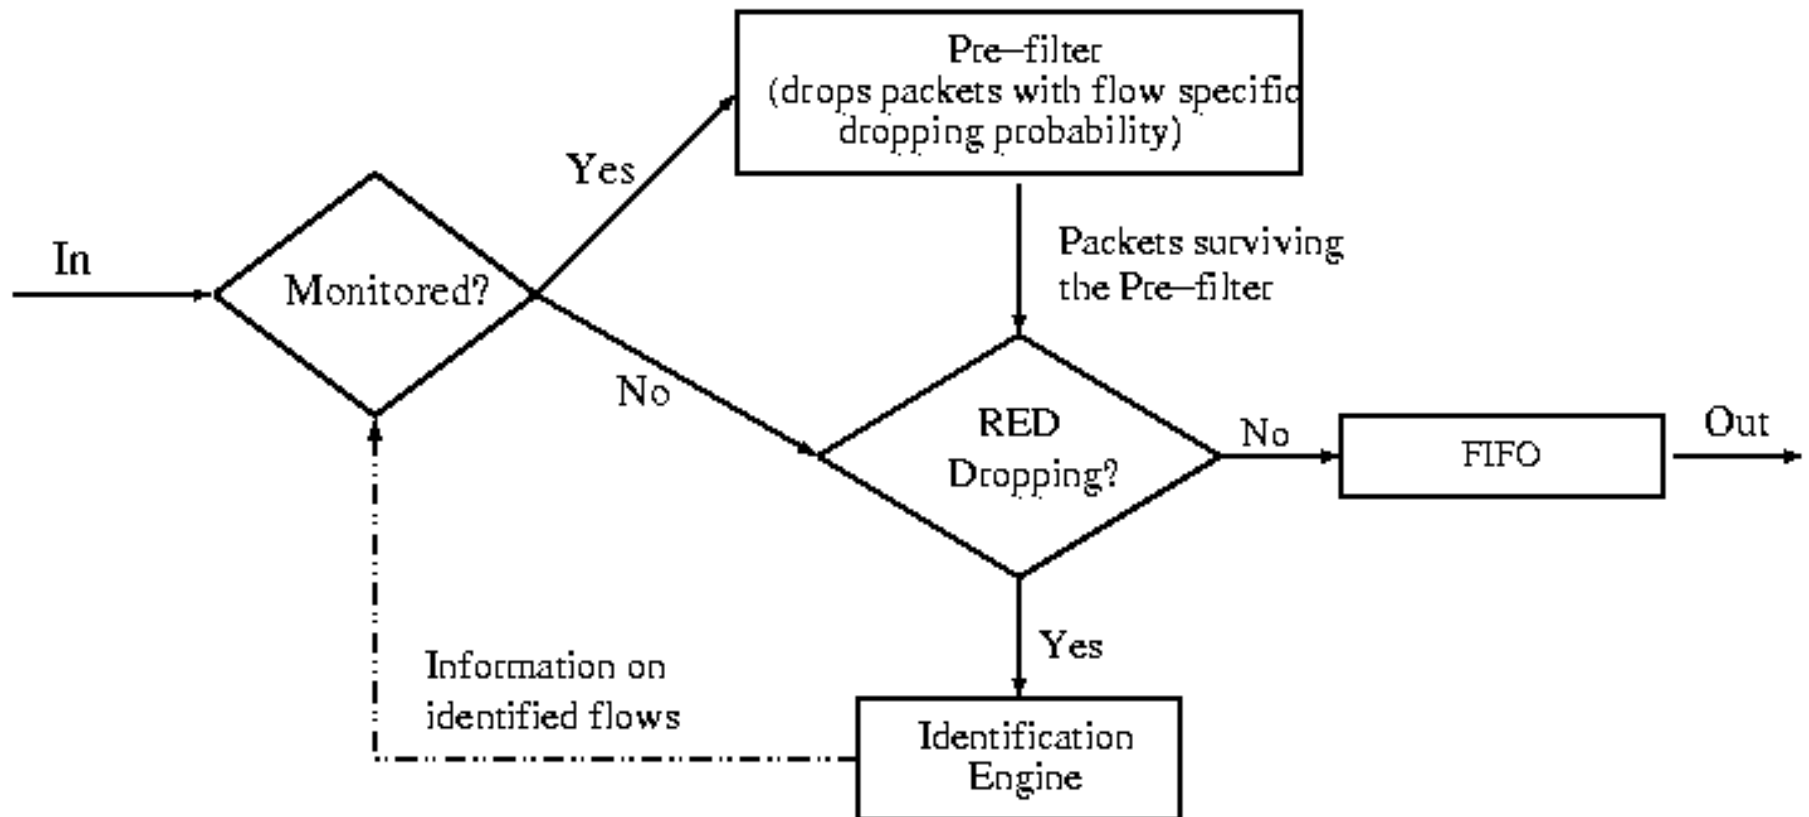 Pre-filter
(drops packets with flow specific
dropping probability)
Yes
In
Monitored?
Packets surviving
the Pre-filter
No
RED
Dropping?
No
FIFO
Out
Yes
Information on
identified flows
Identification
Engine